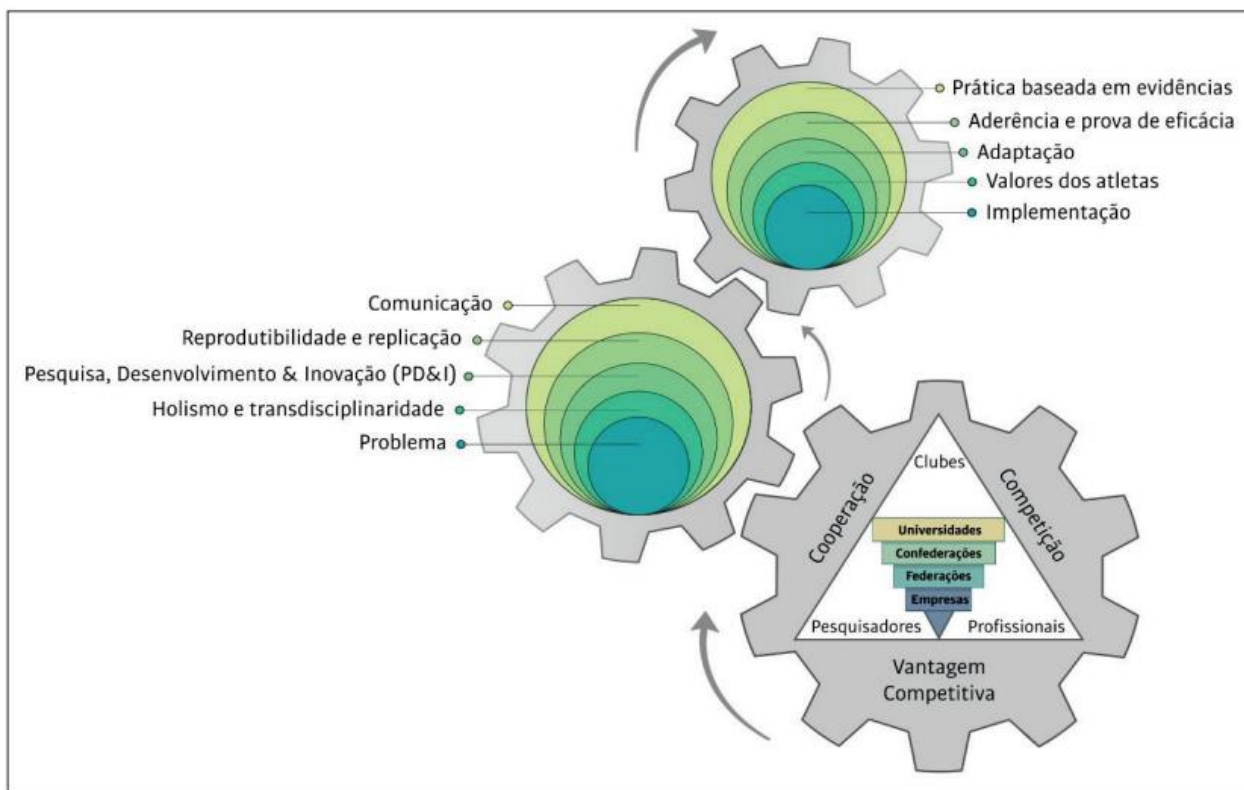 Prática baseada em evidências
Aderência e prova de eficácia
Adaptação
Valores dos atletas
Implementação
Comunicação
Reprodutibilidade e replicação
Pesquisa, Desenvolvimento & Inovação (PD&I)
Holismo e transdisciplinaridade
Problema
Cooperação
Competição
Clubes
Universidades
Confederações
Federações
Empresas
Pesquisadores
Profissionais
Vantagem
Competitiva